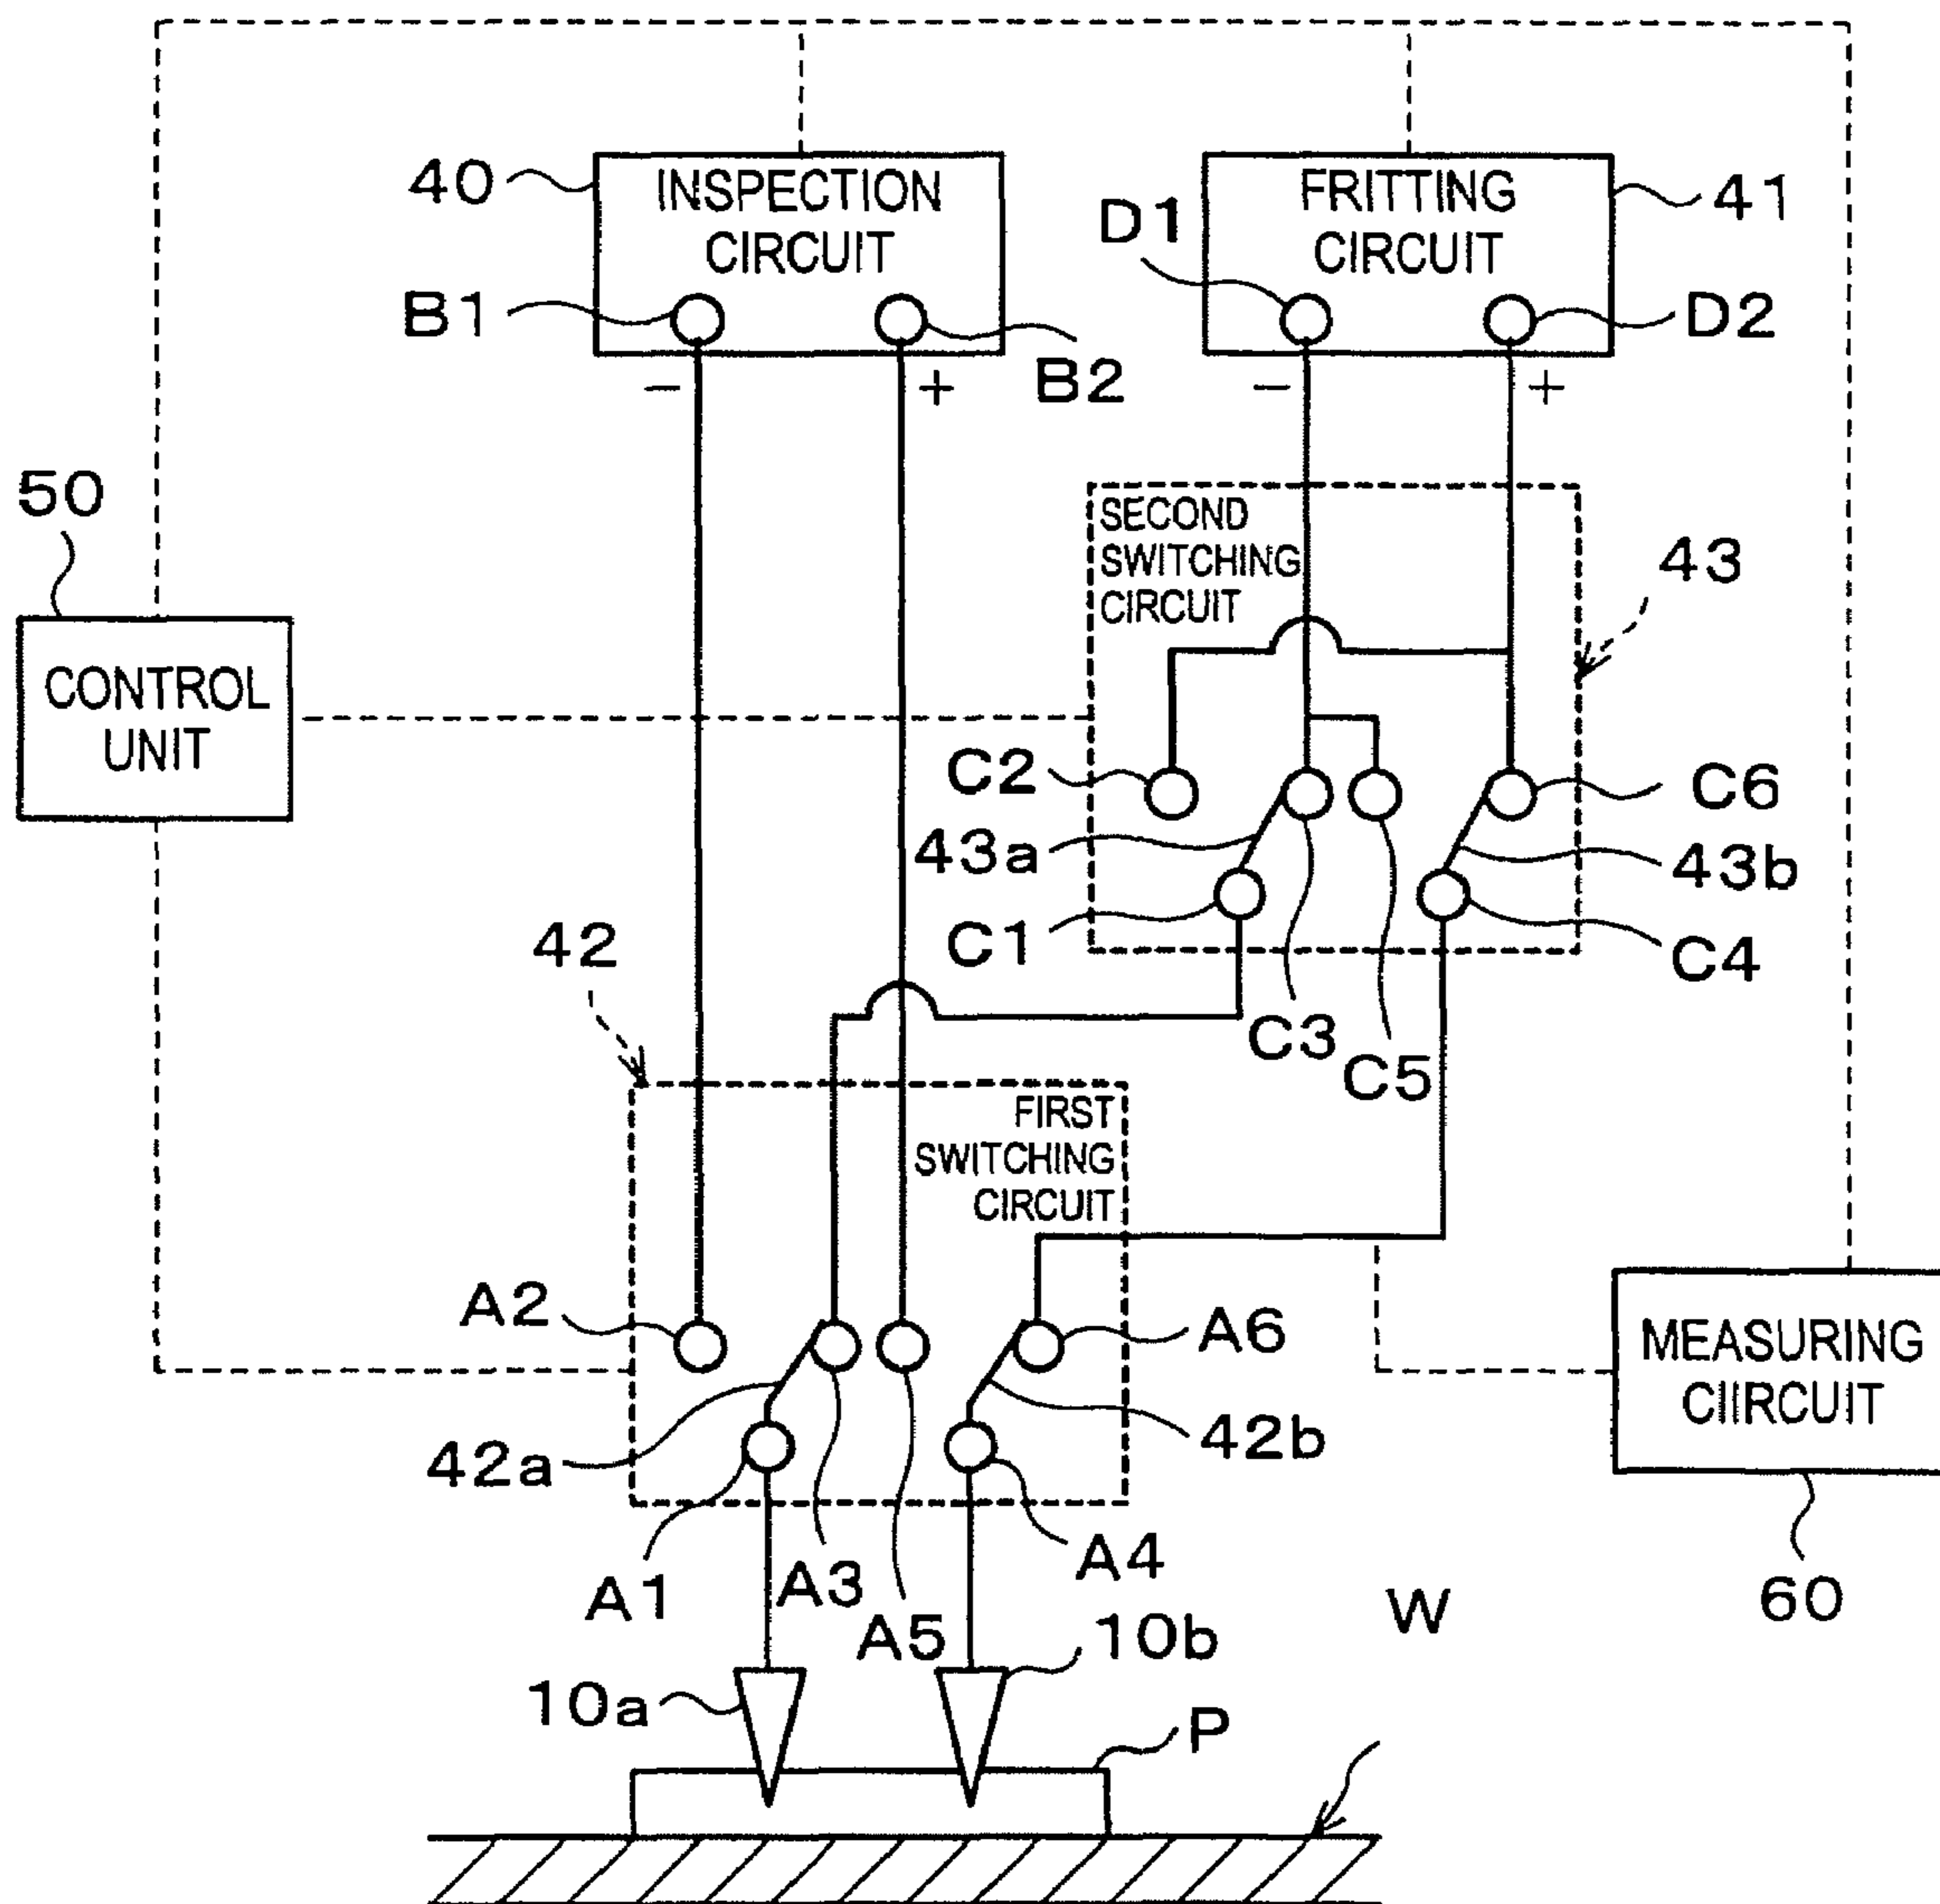 40
INSPECTION
CIRCUIT
B1
B2
−
+
D1
FRITTING
CIRCUIT
41
D2
−
+
50
CONTROL
UNIT
SECOND
SWITCHING
CIRCUIT
43
C2
C6
43a
43b
C1
C4
C3
C5
42
FIRST
SWITCHING
CIRCUIT
A2
A6
42a
42b
A1
A3
A5
A4
MEASURING
CIIRCUIT
60
10a
10b
W
P